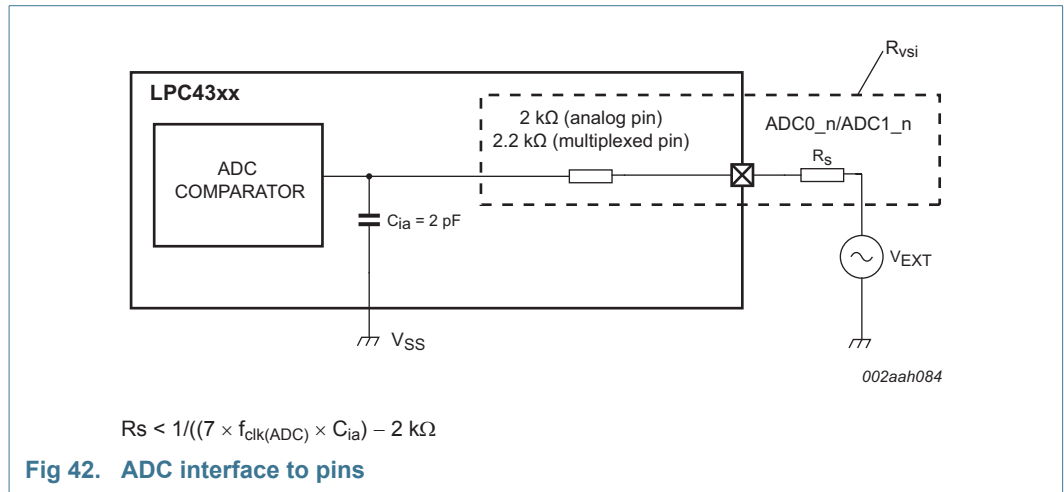 R_vsi
LPC43xx
2 kΩ (analog pin)
2.2 kΩ (multiplexed pin)
ADC0_n/ADC1_n
ADC
COMPARATOR
R_s
C_ia = 2 pF
V_EXT
V_SS
002aah084
Rs < 1/((7 × f_clk(ADC) × C_ia) − 2 kΩ
Fig 42. ADC interface to pins